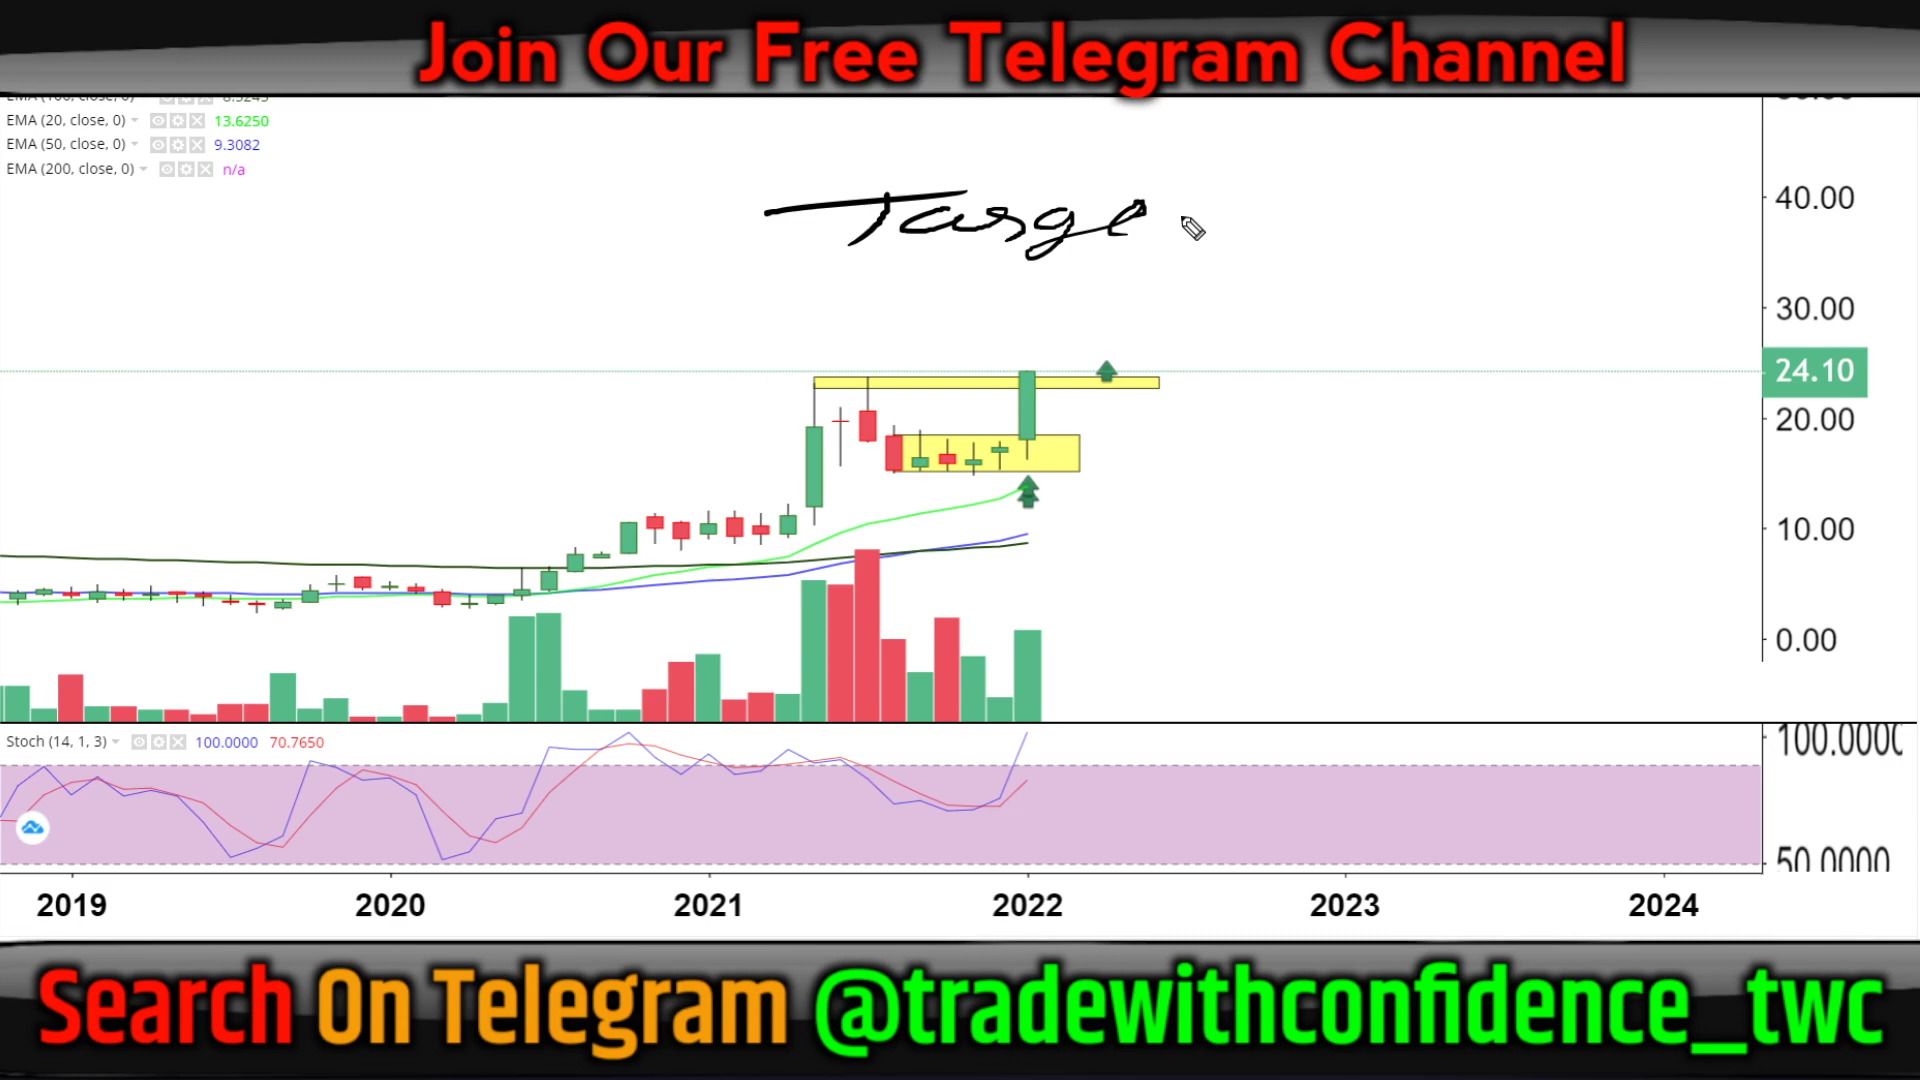 Join Our Free Telegram Channel
EMA (20, close, 0) 13.6250
EMA (50, close, 0) 9.3082
EMA (200, close, 0) n/a
Targe
40.00
30.00
24.10
20.00
10.00
0.00
Stoch (14, 1, 3) 100.0000 70.7650
100.0000
50.0000
2019 2020 2021 2022 2023 2024
Search On Telegram @tradewithconfidence_twc